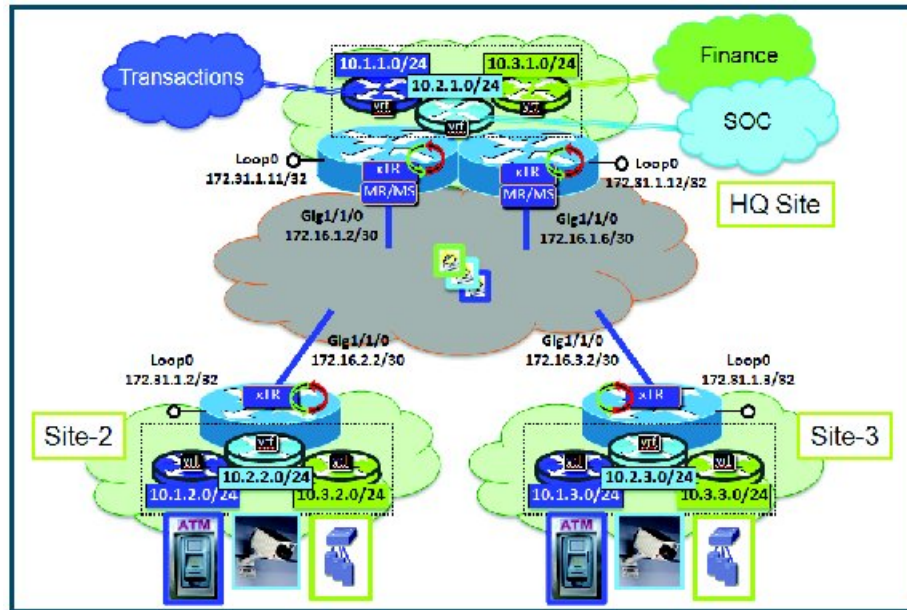 Transactions
10.1.1.0/24
10.3.1.0/24
Finance
10.2.1.0/24
vrf
vrf
vrf
SOC
Loop0
172.31.1.11/32
xTR
MR/MS
xTR
MR/MS
Loop0
172.31.1.12/32
HQ Site
Gig1/1/0
172.16.1.2/30
Gig1/1/0
172.16.1.6/30
Gig1/1/0
172.16.2.2/30
Gig1/1/0
172.16.3.2/30
Loop0
172.31.1.2/32
Loop0
172.31.1.3/32
xTR
xTR
Site-2
Site-3
vrf
vrf
vrf
10.2.2.0/24
10.1.2.0/24
10.3.2.0/24
vrf
vrf
vrf
10.2.3.0/24
10.1.3.0/24
10.3.3.0/24
ATM
ATM